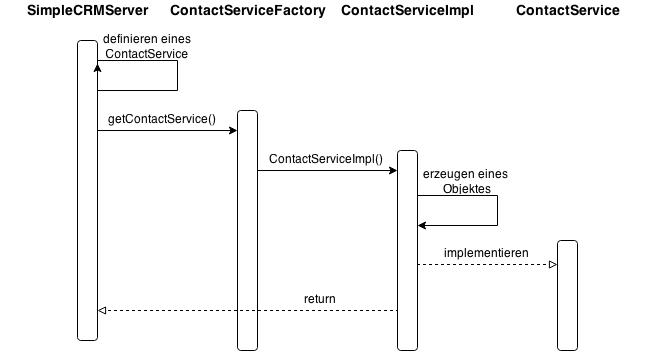 SimpleCRMServer ContactServiceFactory ContactServiceImpl ContactService
definieren eines
ContactService
getContactService()
ContactServiceImpl()
erzeugen eines
Objektes
implementieren
return